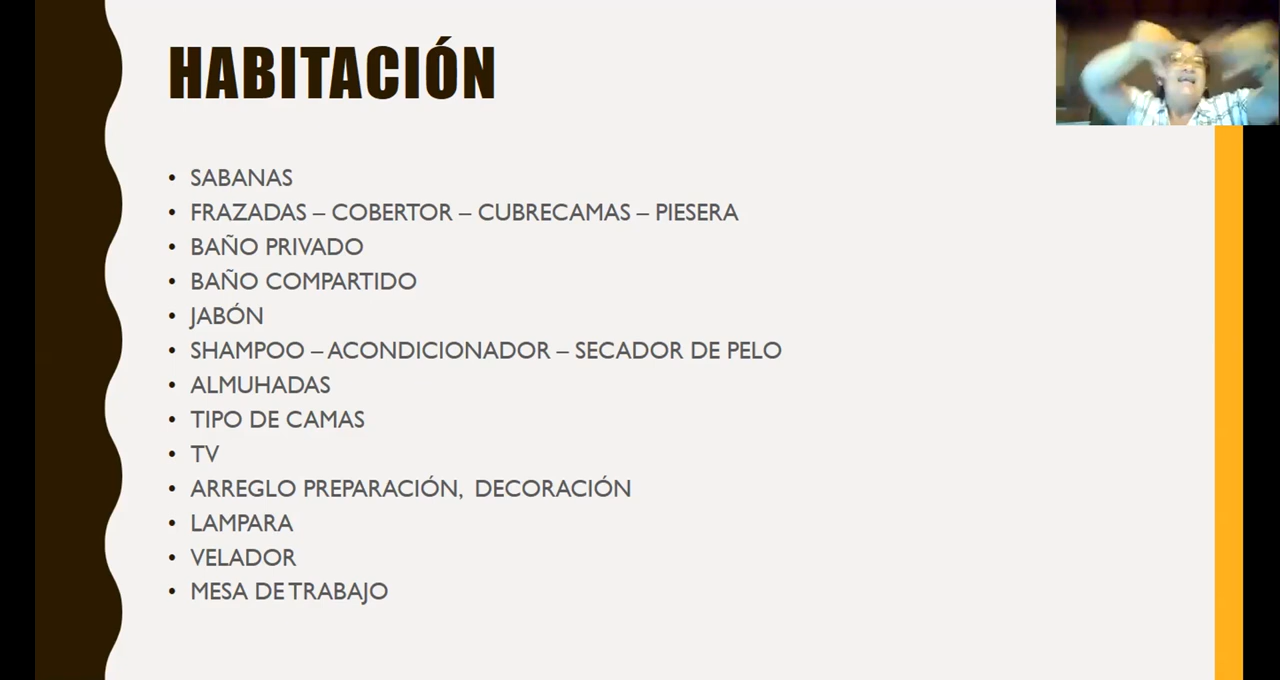 HABITACIÓN
• SABANAS
• FRAZADAS – COBERTOR – CUBRECAMAS – PIESERA
• BAÑO PRIVADO
• BAÑO COMPARTIDO
• JABÓN
• SHAMPOO – ACONDICIONADOR – SECADOR DE PELO
• ALMUHADAS
• TIPO DE CAMAS
• TV
• ARREGLO PREPARACIÓN, DECORACIÓN
• LAMPARA
• VELADOR
• MESA DE TRABAJO